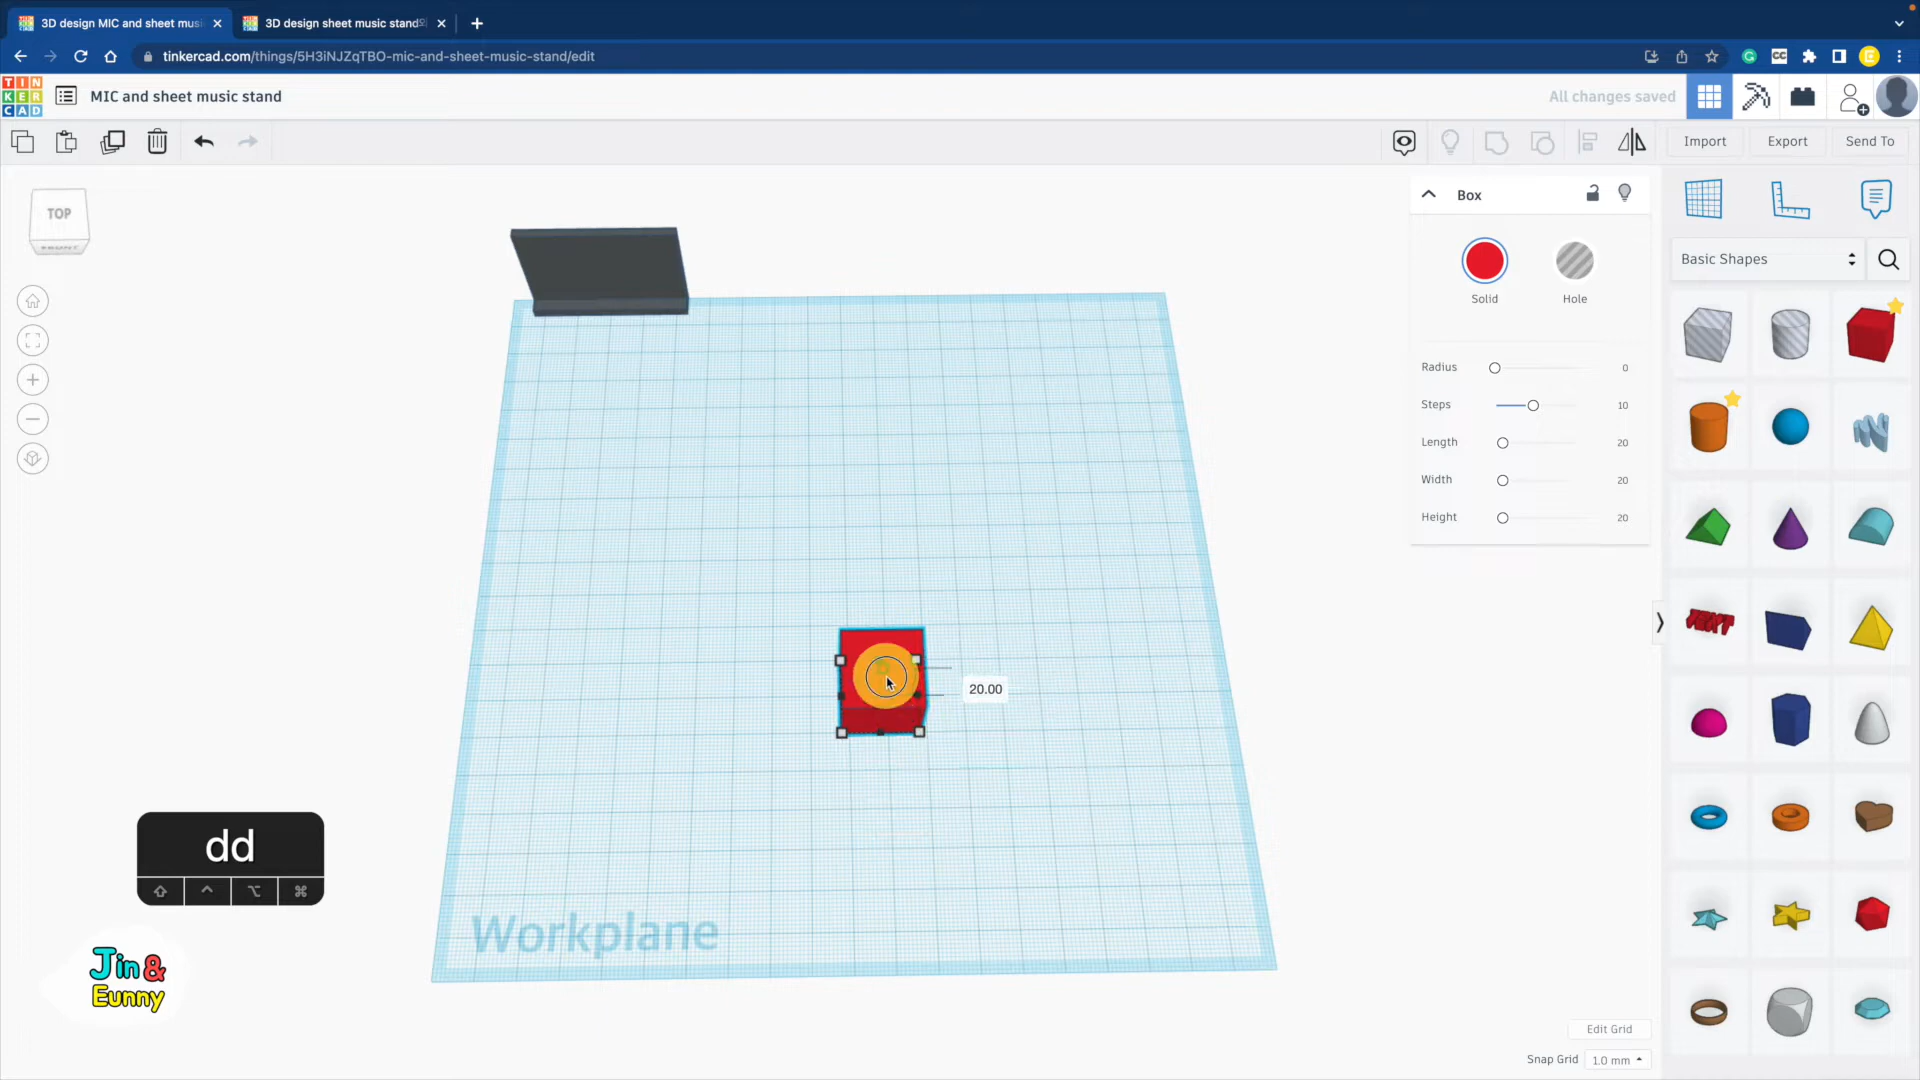 3D design MIC and sheet musi
3D design sheet music stand
tinkercad.com/things/5H3iNJZqTBO-mic-and-sheet-music-stand/edit
TIN
KER
CAD
MIC and sheet music stand
All changes saved
Import
Export
Send To
TOP
FRONT
Box
Solid
Hole
Radius 0
Steps 10
Length 20
Width 20
Height 20
Basic Shapes
TEXT
20.00
dd
Workplane
Jin &
Eunny
Edit Grid
Snap Grid 1.0 mm